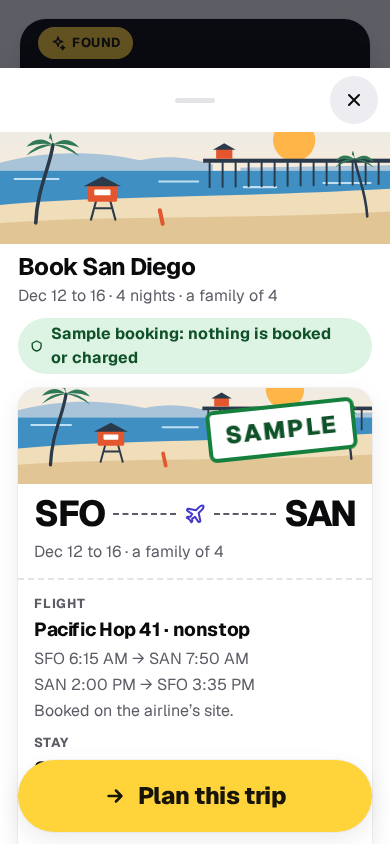 FOUND
Book San Diego
Dec 12 to 16 · 4 nights · a family of 4
Sample booking: nothing is booked
or charged
SAMPLE
SFO SAN
Dec 12 to 16 · a family of 4
FLIGHT
Pacific Hop 41 · nonstop
SFO 6:15 AM → SAN 7:50 AM
SAN 2:00 PM → SFO 3:35 PM
Booked on the airline’s site.
STAY
Plan this trip